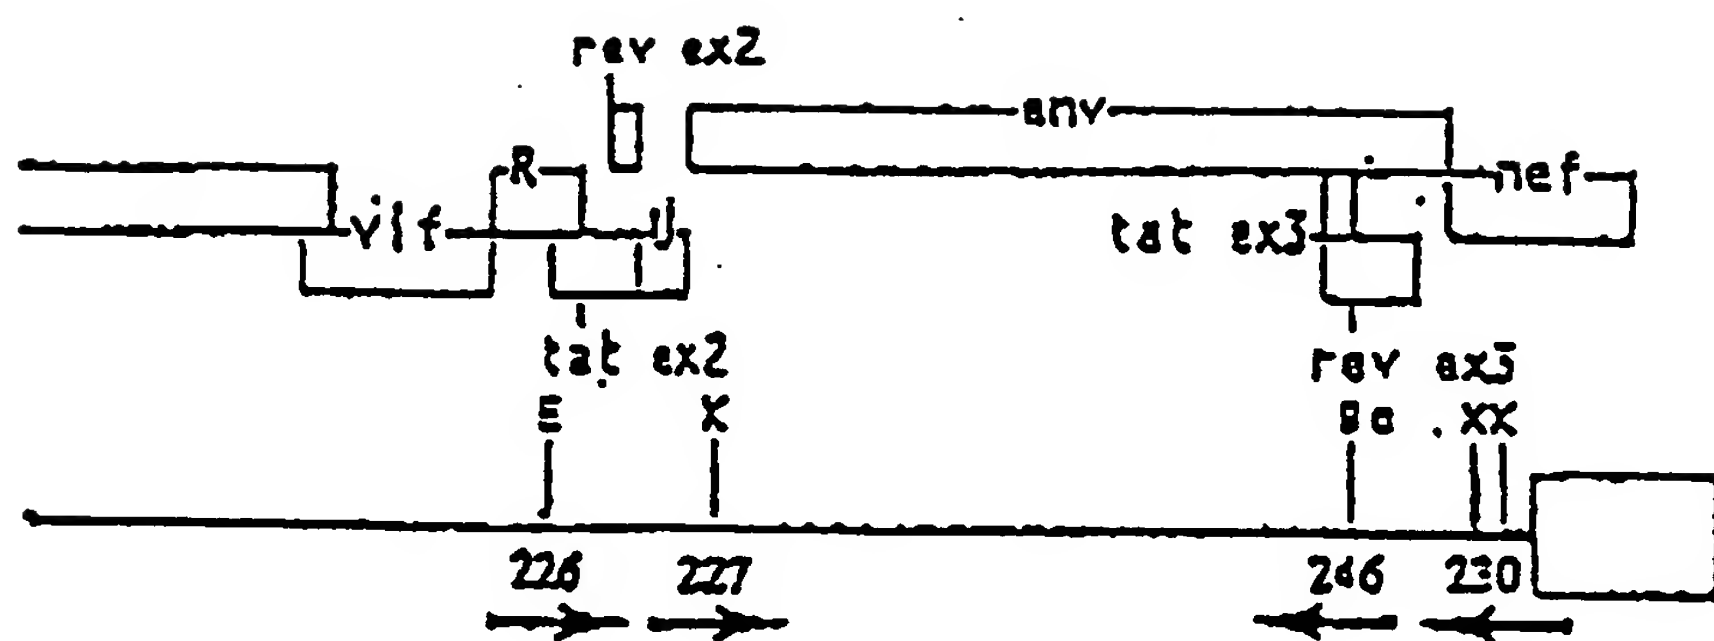 rev ex2
env
R
nef
vif
U
tat ex3
tat ex2
rev ex3
E X
XX
226 227 246 230